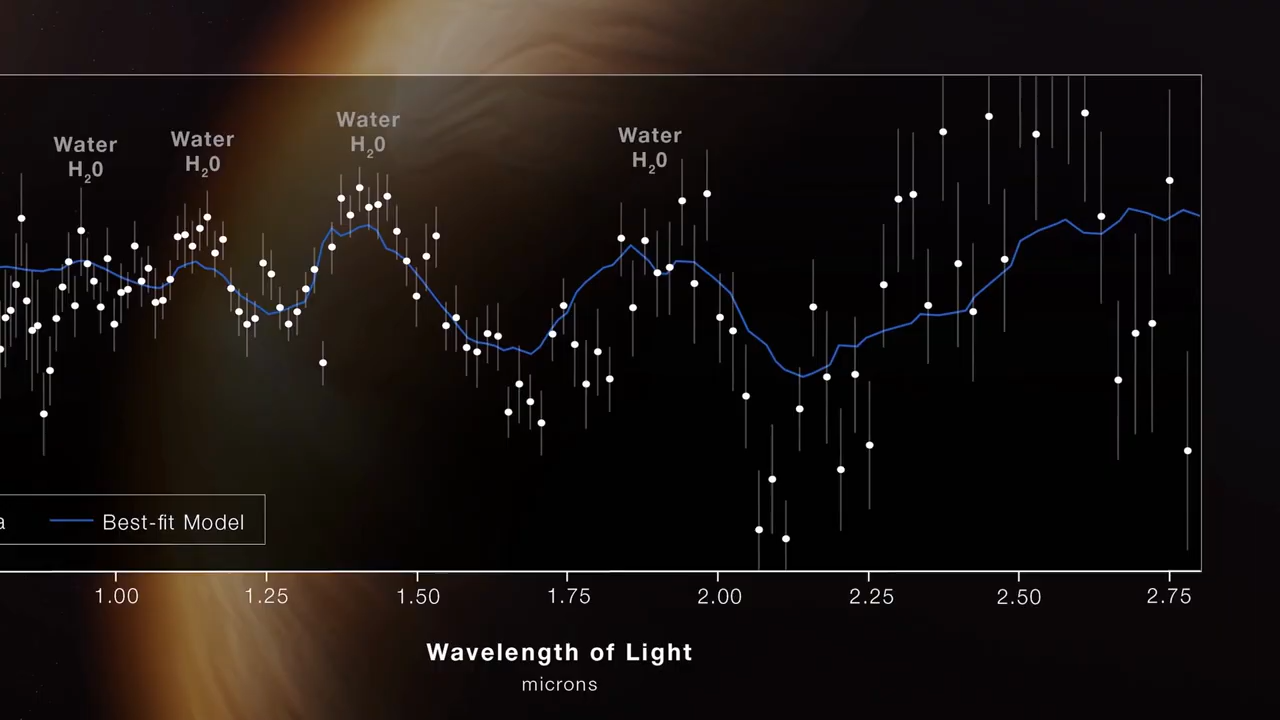 Water
H₂0
Water
H₂0
Water
H₂0
Water
H₂0
a
Best-fit Model
1.00 1.25 1.50 1.75 2.00 2.25 2.50 2.75
Wavelength of Light
microns